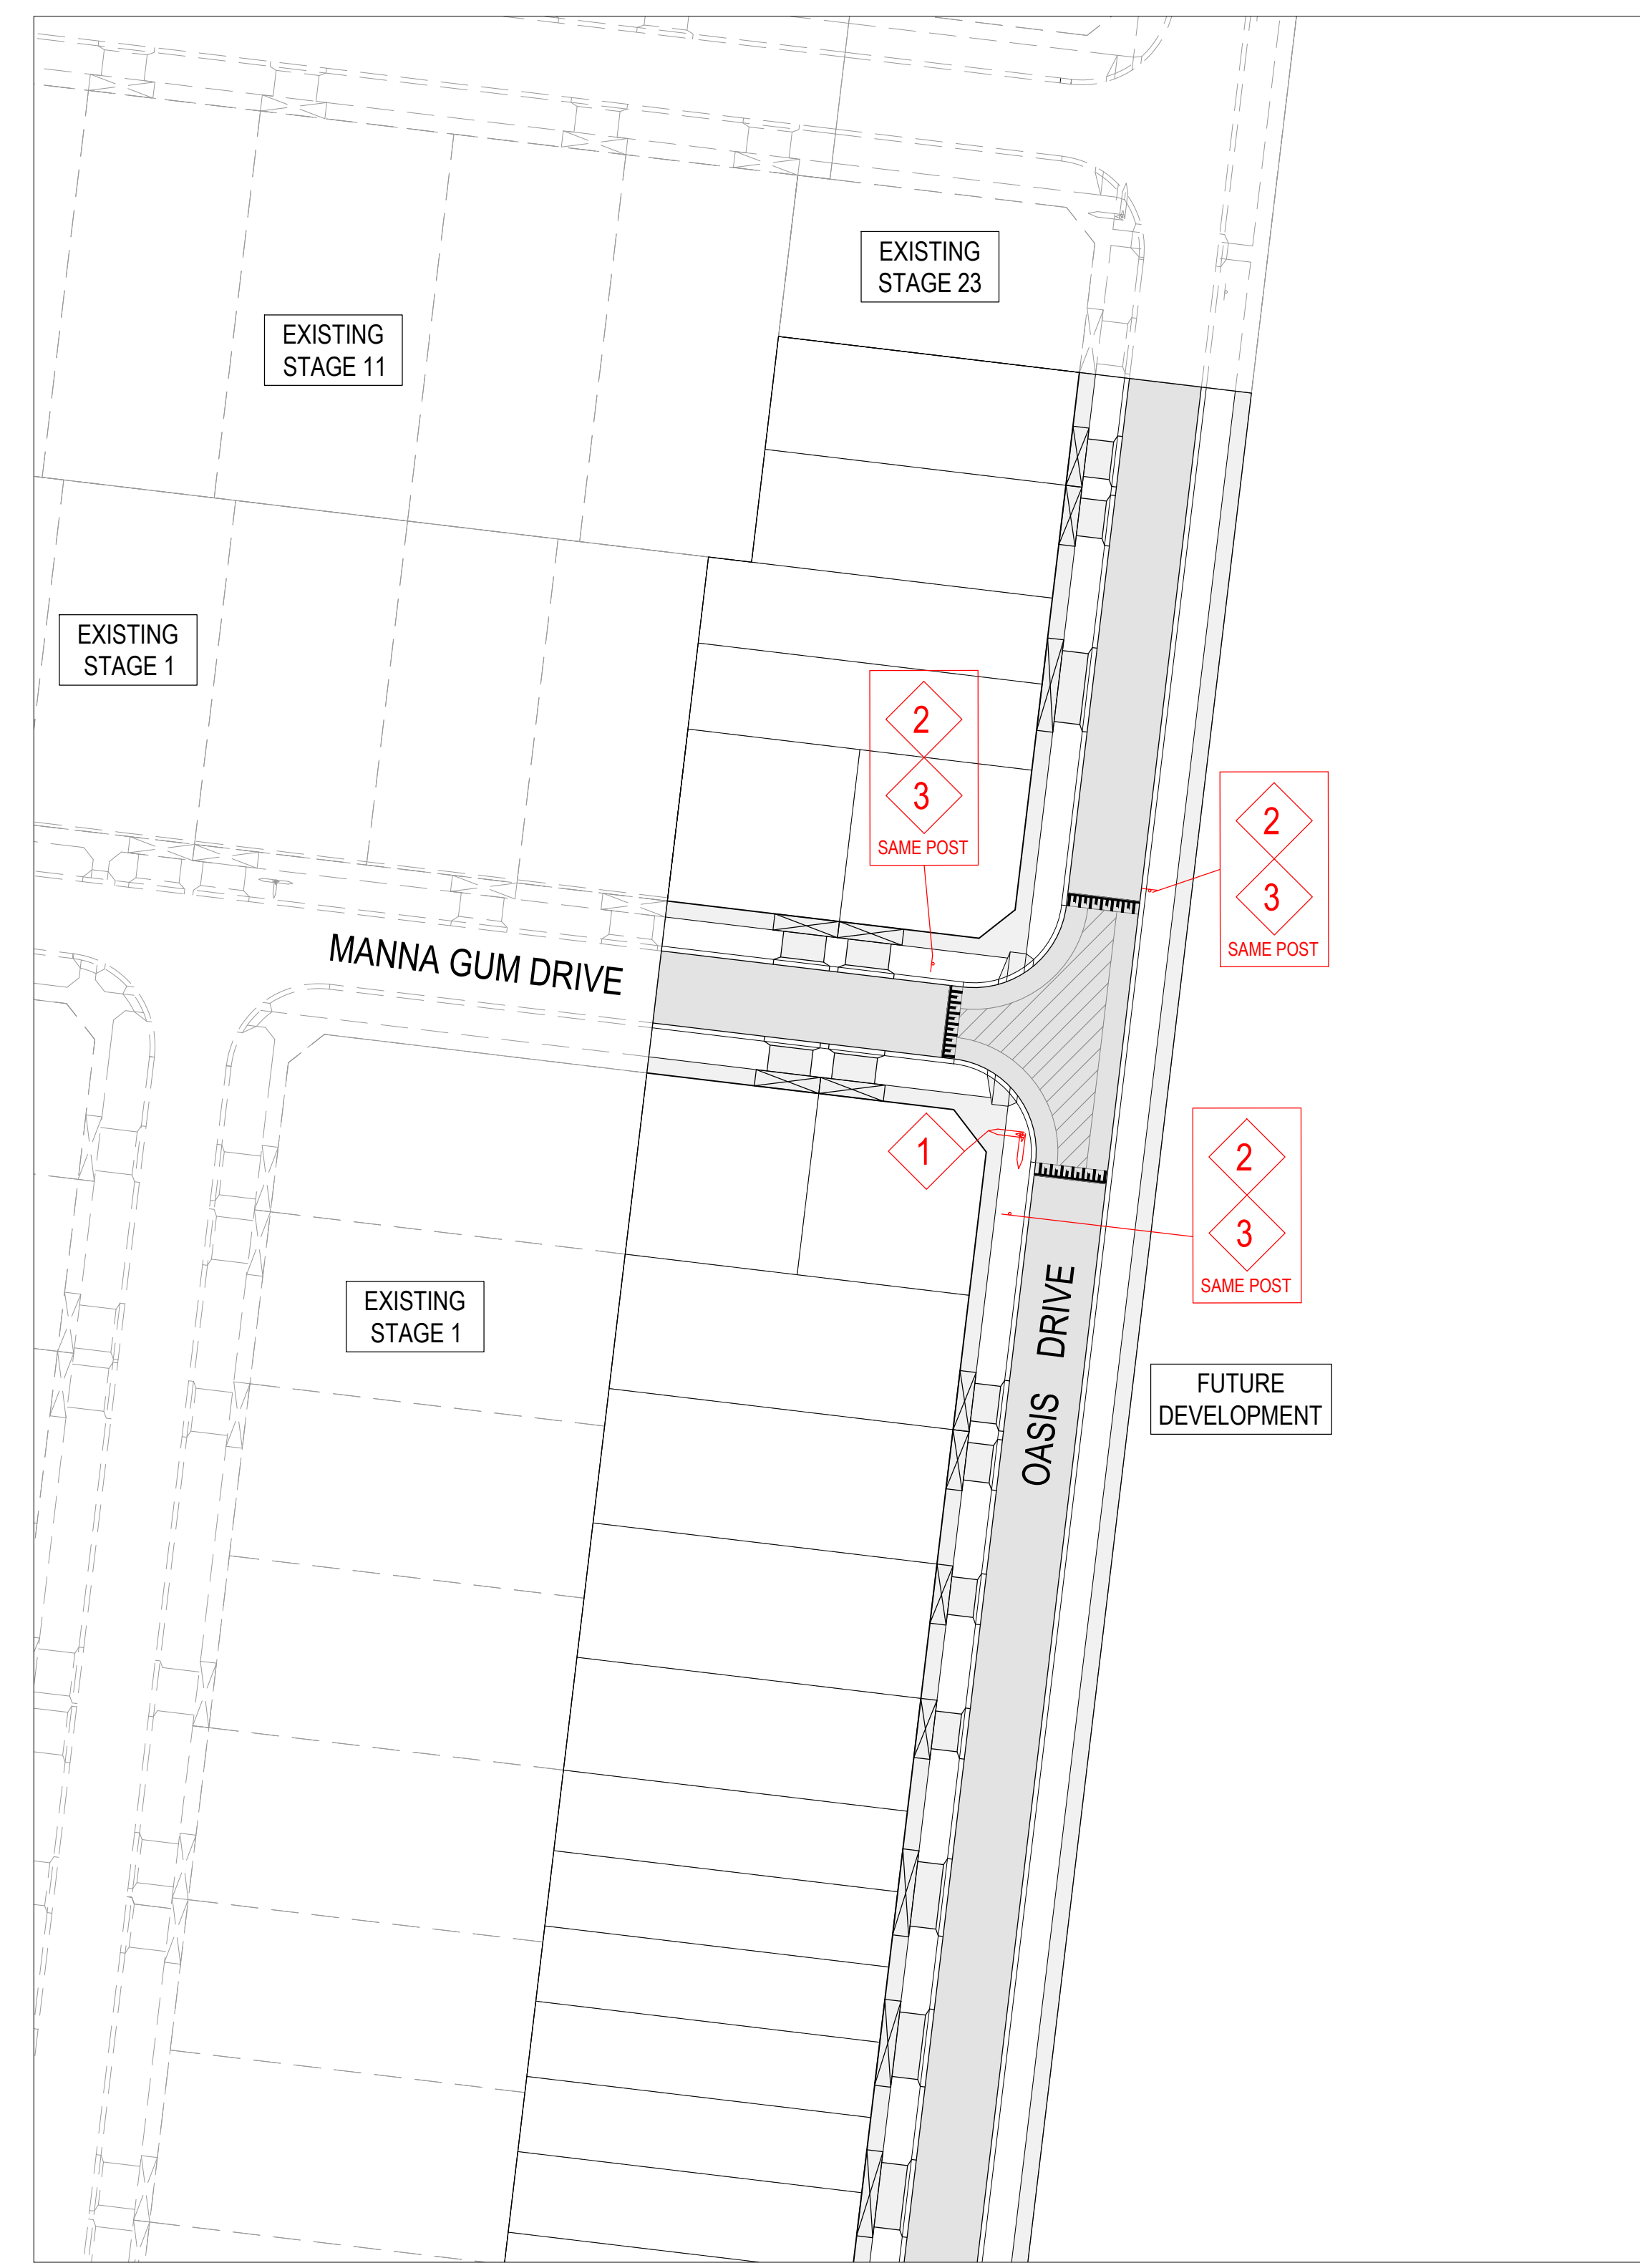 EXISTING
STAGE 23
EXISTING
STAGE 11
EXISTING
STAGE 1
2
3
SAME POST
2
3
SAME POST
MANNA GUM DRIVE
1
2
3
SAME POST
OASIS DRIVE
EXISTING
STAGE 1
FUTURE
DEVELOPMENT